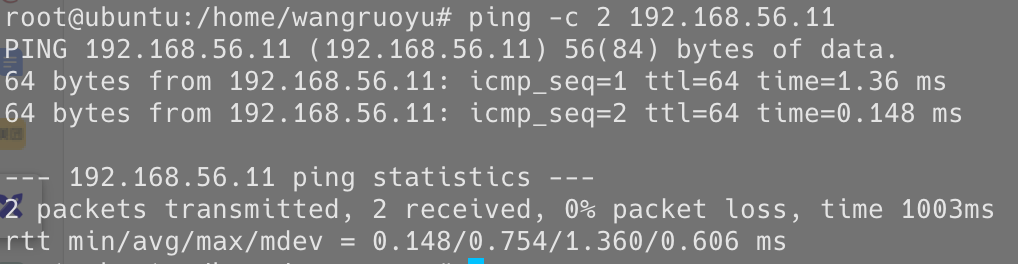 root@ubuntu:/home/wangruoyu# ping -c 2 192.168.56.11
PING 192.168.56.11 (192.168.56.11) 56(84) bytes of data.
64 bytes from 192.168.56.11: icmp_seq=1 ttl=64 time=1.36 ms
64 bytes from 192.168.56.11: icmp_seq=2 ttl=64 time=0.148 ms
--- 192.168.56.11 ping statistics ---
2 packets transmitted, 2 received, 0% packet loss, time 1003ms
rtt min/avg/max/mdev = 0.148/0.754/1.360/0.606 ms